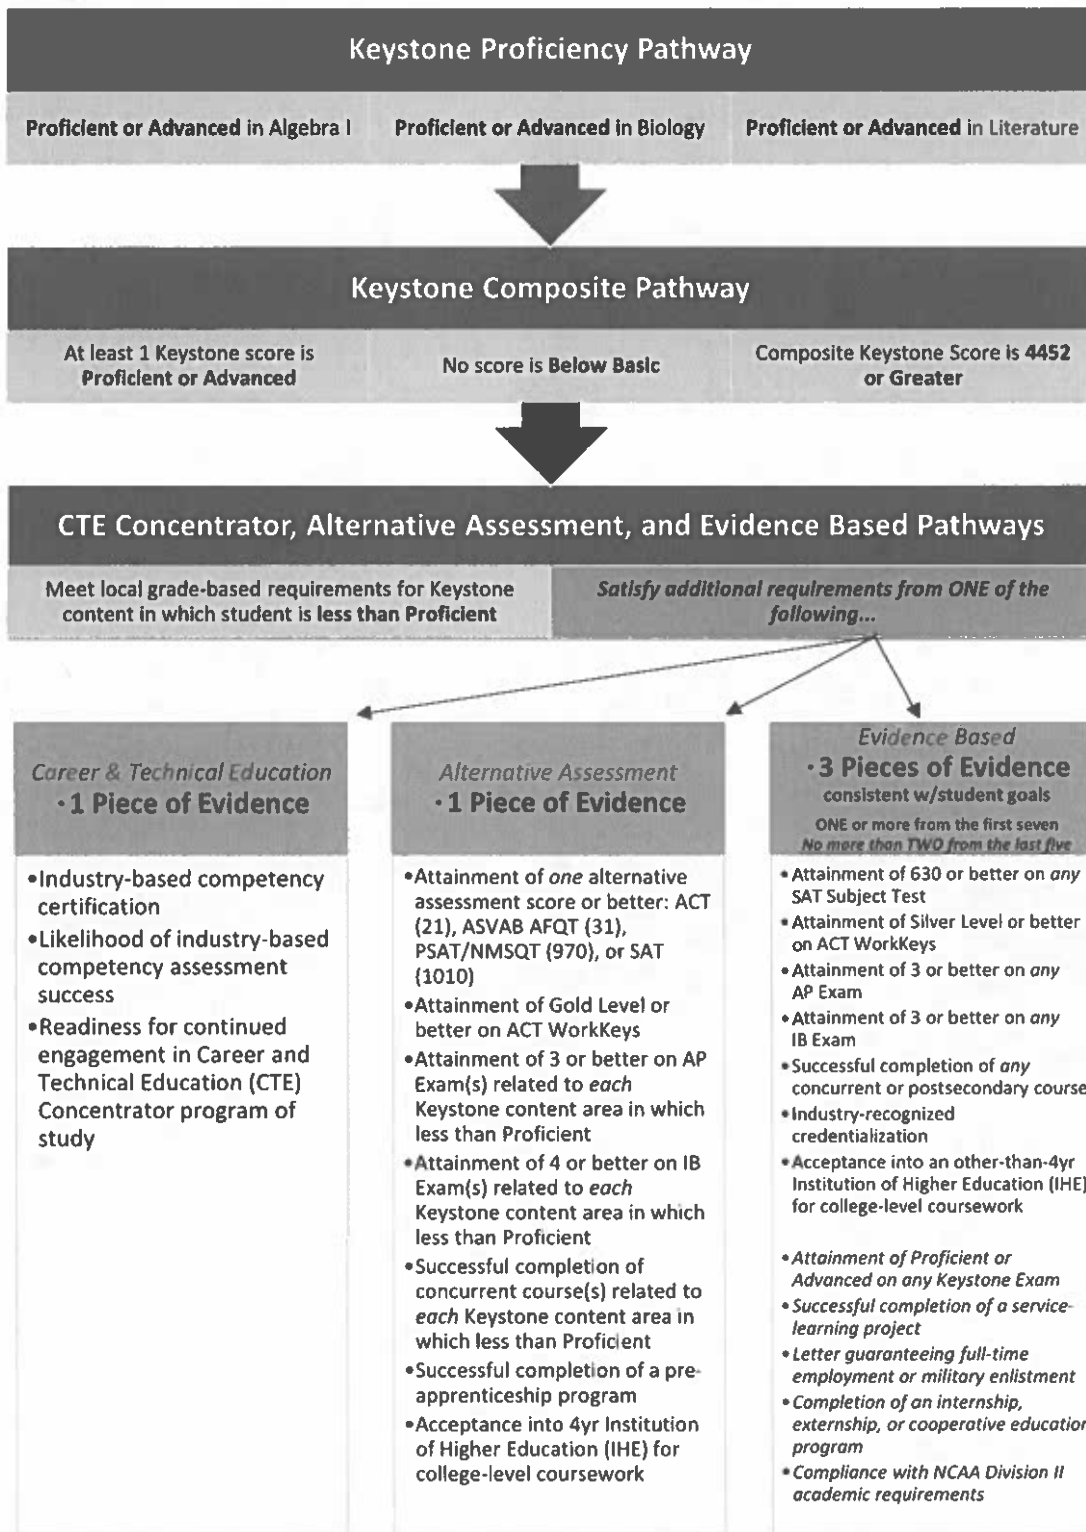 Keystone Proficiency Pathway
Proficient or Advanced in Algebra I
Proficient or Advanced in Biology
Proficient or Advanced in Literature
Keystone Composite Pathway
At least 1 Keystone score is
Proficient or Advanced
No score is Below Basic
Composite Keystone Score is 4452
or Greater
CTE Concentrator, Alternative Assessment, and Evidence Based Pathways
Meet local grade-based requirements for Keystone
content in which student is less than Proficient
Satisfy additional requirements from ONE of the
following...
Career & Technical Education
•1 Piece of Evidence
•Industry-based competency
certification
•Likelihood of industry-based
competency assessment
success
•Readiness for continued
engagement in Career and
Technical Education (CTE)
Concentrator program of
study
Alternative Assessment
•1 Piece of Evidence
•Attainment of one alternative
assessment score or better: ACT
(21), ASVAB AFQT (31),
PSAT/NMSQT (970), or SAT
(1010)
•Attainment of Gold Level or
better on ACT WorkKeys
•Attainment of 3 or better on AP
Exam(s) related to each
Keystone content area in which
less than Proficient
•Attainment of 4 or better on IB
Exam(s) related to each
Keystone content area in which
less than Proficient
•Successful completion of
concurrent course(s) related to
each Keystone content area in
which less than Proficient
•Successful completion of a pre-
apprenticeship program
•Acceptance into 4yr Institution
of Higher Education (IHE) for
college-level coursework
Evidence Based
•3 Pieces of Evidence
consistent w/student goals
ONE or more from the first seven
No more than TWO from the last five
•Attainment of 630 or better on any
SAT Subject Test
•Attainment of Silver Level or better
on ACT WorkKeys
•Attainment of 3 or better on any
AP Exam
•Attainment of 3 or better on any
IB Exam
•Successful completion of any
concurrent or postsecondary course
•Industry-recognized
credentialization
•Acceptance into an other-than-4yr
Institution of Higher Education (IHE)
for college-level coursework
•Attainment of Proficient or
Advanced on any Keystone Exam
•Successful completion of a service-
learning project
•Letter guaranteeing full-time
employment or military enlistment
•Completion of an internship,
externship, or cooperative education
program
•Compliance with NCAA Division II
academic requirements